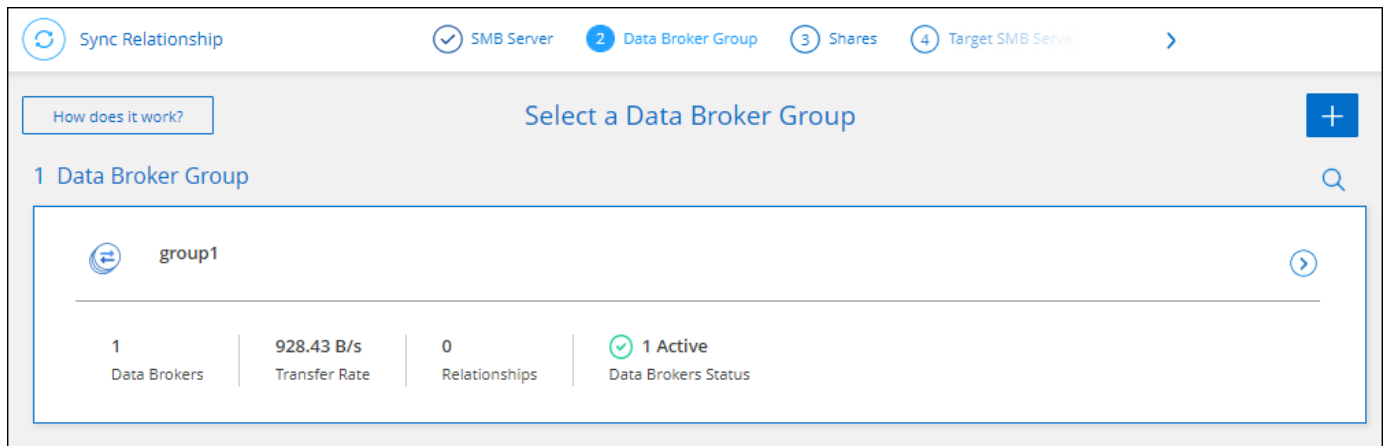 Sync Relationship
SMB Server
2 Data Broker Group
3 Shares
4 Target SMB Server
How does it work?
Select a Data Broker Group
+
1 Data Broker Group
group1
1
Data Brokers
928.43 B/s
Transfer Rate
0
Relationships
1 Active
Data Brokers Status